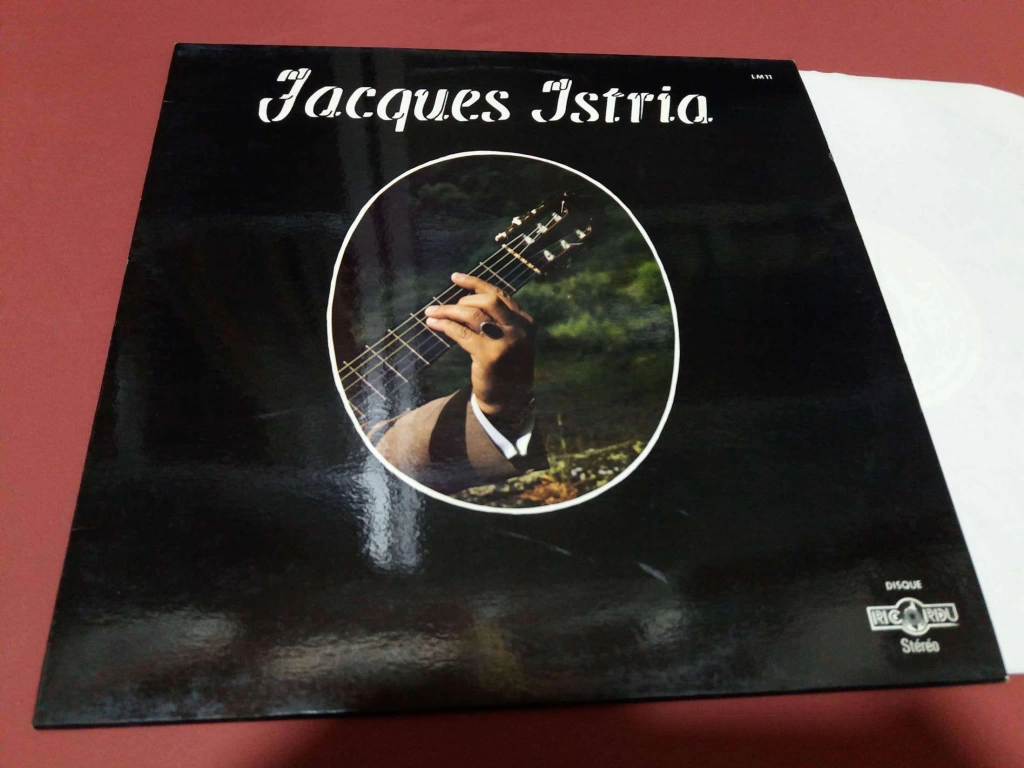 LM 11
Jacques Istria
DISQUE
RICORDU
Stéréo